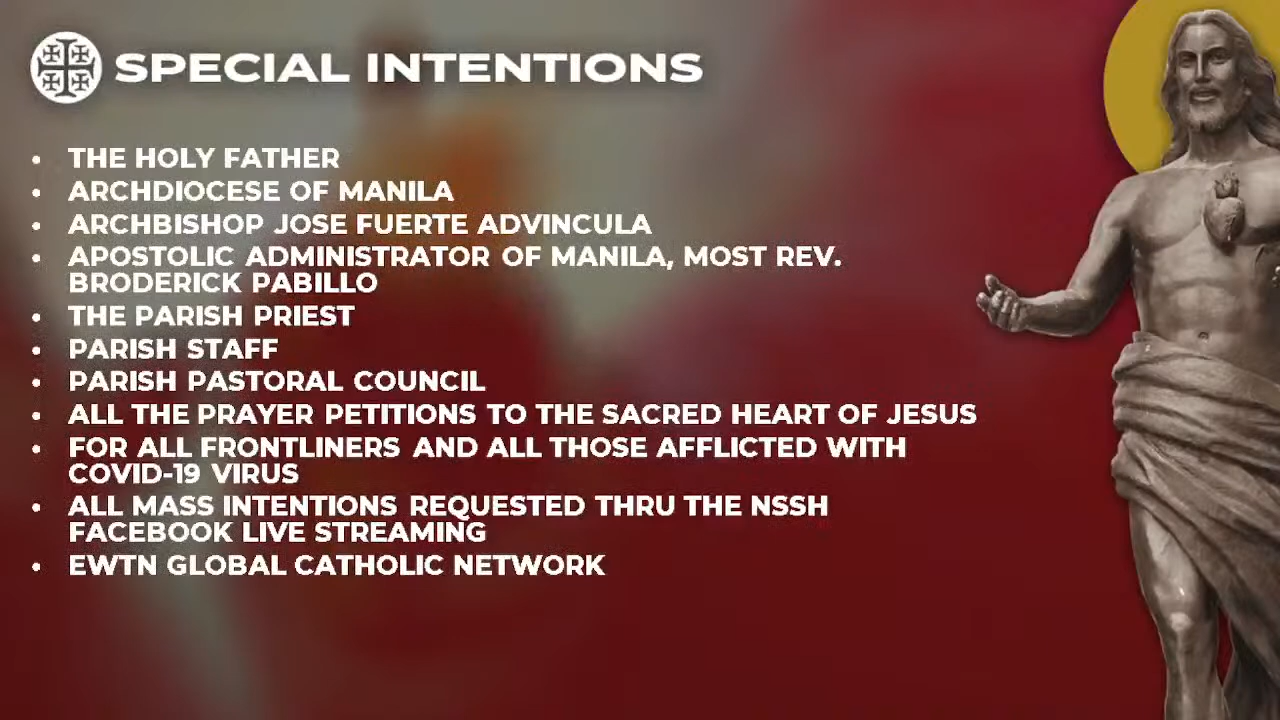 SPECIAL INTENTIONS
• THE HOLY FATHER
• ARCHDIOCESE OF MANILA
• ARCHBISHOP JOSE FUERTE ADVINCULA
• APOSTOLIC ADMINISTRATOR OF MANILA, MOST REV.
BRODERICK PABILLO
• THE PARISH PRIEST
• PARISH STAFF
• PARISH PASTORAL COUNCIL
• ALL THE PRAYER PETITIONS TO THE SACRED HEART OF JESUS
• FOR ALL FRONTLINERS AND ALL THOSE AFFLICTED WITH
COVID-19 VIRUS
• ALL MASS INTENTIONS REQUESTED THRU THE NSSH
FACEBOOK LIVE STREAMING
• EWTN GLOBAL CATHOLIC NETWORK